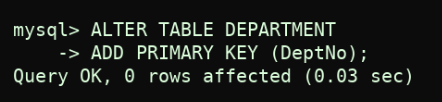 mysql> ALTER TABLE DEPARTMENT
    -> ADD PRIMARY KEY (DeptNo);
Query OK, 0 rows affected (0.03 sec)